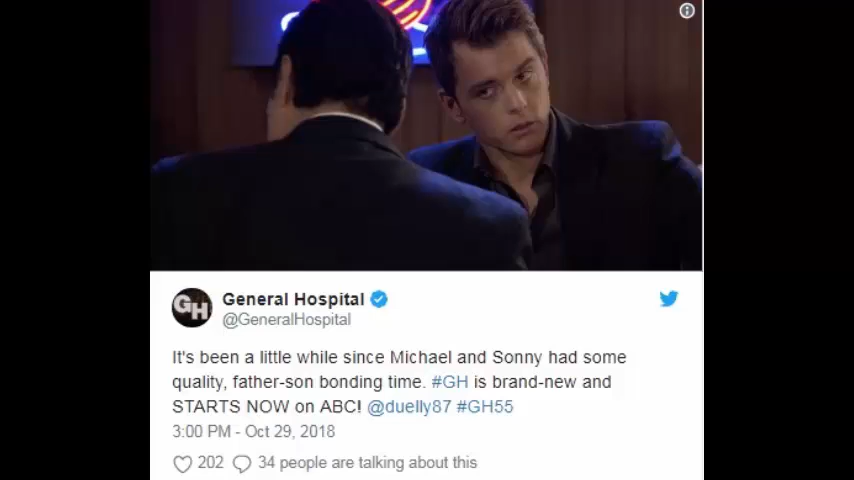 GH
General Hospital
@GeneralHospital
It's been a little while since Michael and Sonny had some
quality, father-son bonding time. #GH is brand-new and
STARTS NOW on ABC! @duelly87 #GH55
3:00 PM - Oct 29, 2018
202 34 people are talking about this